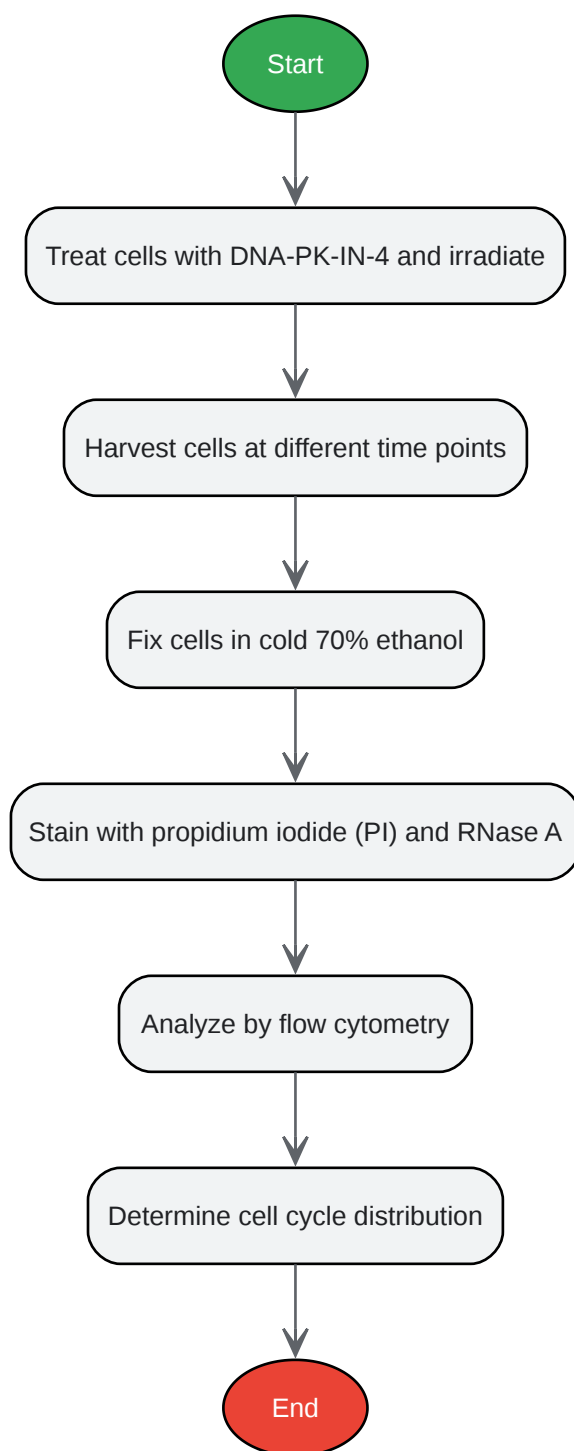 Start
Treat cells with DNA-PK-IN-4 and irradiate
Harvest cells at different time points
Fix cells in cold 70% ethanol
Stain with propidium iodide (PI) and RNase A
Analyze by flow cytometry
Determine cell cycle distribution
End